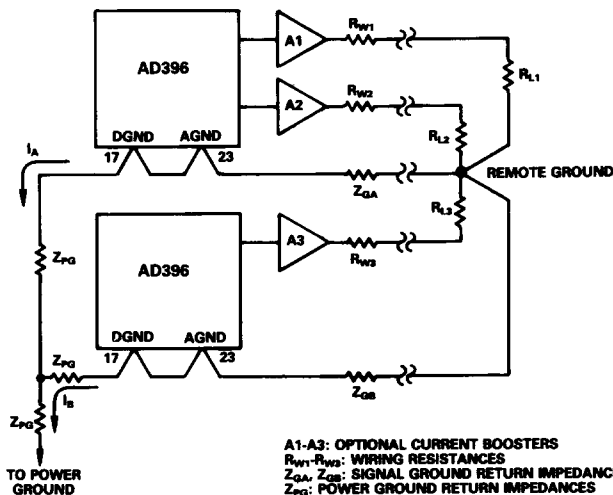 AD396
A1
R_W1
R_L1
A2
R_W2
R_L2
DGND
AGND
17
23
I_A
Z_GA
REMOTE GROUND
R_L3
Z_PG
AD396
A3
R_W3
DGND
AGND
17
23
Z_PG
I_B
Z_GB
Z_PG
TO POWER
GROUND
A1-A3: OPTIONAL CURRENT BOOSTERS
R_W1-R_W3: WIRING RESISTANCES
Z_GA, Z_GB: SIGNAL GROUND RETURN IMPEDANC
Z_PG: POWER GROUND RETURN IMPEDANCES